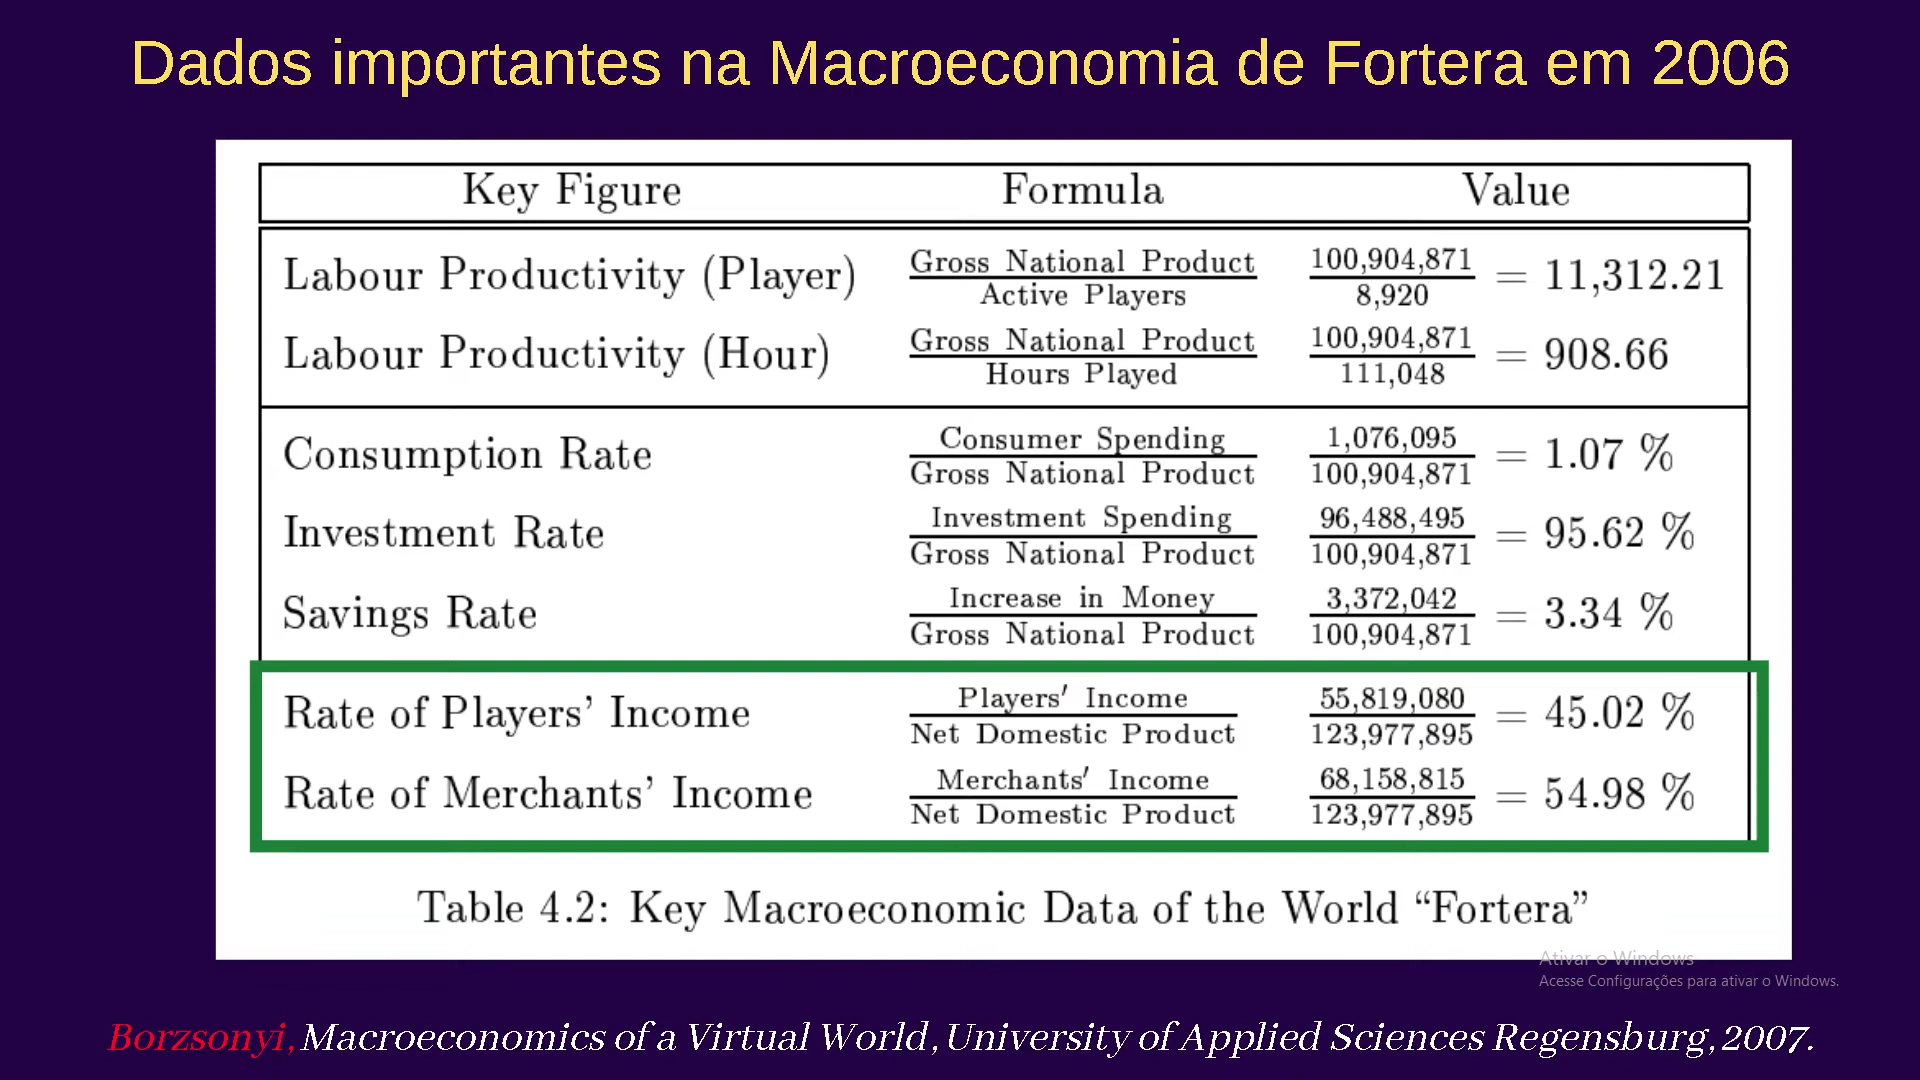 Dados importantes na Macroeconomia de Fortera em 2006
Key Figure Formula Value
Labour Productivity (Player) Gross National Product / Active Players 100,904,871 / 8,920 = 11,312.21
Labour Productivity (Hour) Gross National Product / Hours Played 100,904,871 / 111,048 = 908.66
Consumption Rate Consumer Spending / Gross National Product 1,076,095 / 100,904,871 = 1.07 %
Investment Rate Investment Spending / Gross National Product 96,488,495 / 100,904,871 = 95.62 %
Savings Rate Increase in Money / Gross National Product 3,372,042 / 100,904,871 = 3.34 %
Rate of Players' Income Players' Income / Net Domestic Product 55,819,080 / 123,977,895 = 45.02 %
Rate of Merchants' Income Merchants' Income / Net Domestic Product 68,158,815 / 123,977,895 = 54.98 %
Table 4.2: Key Macroeconomic Data of the World “Fortera”
Ativar o Windows
Acesse Configurações para ativar o Windows.
Borzsonyi, Macroeconomics of a Virtual World, University of Applied Sciences Regensburg, 2007.